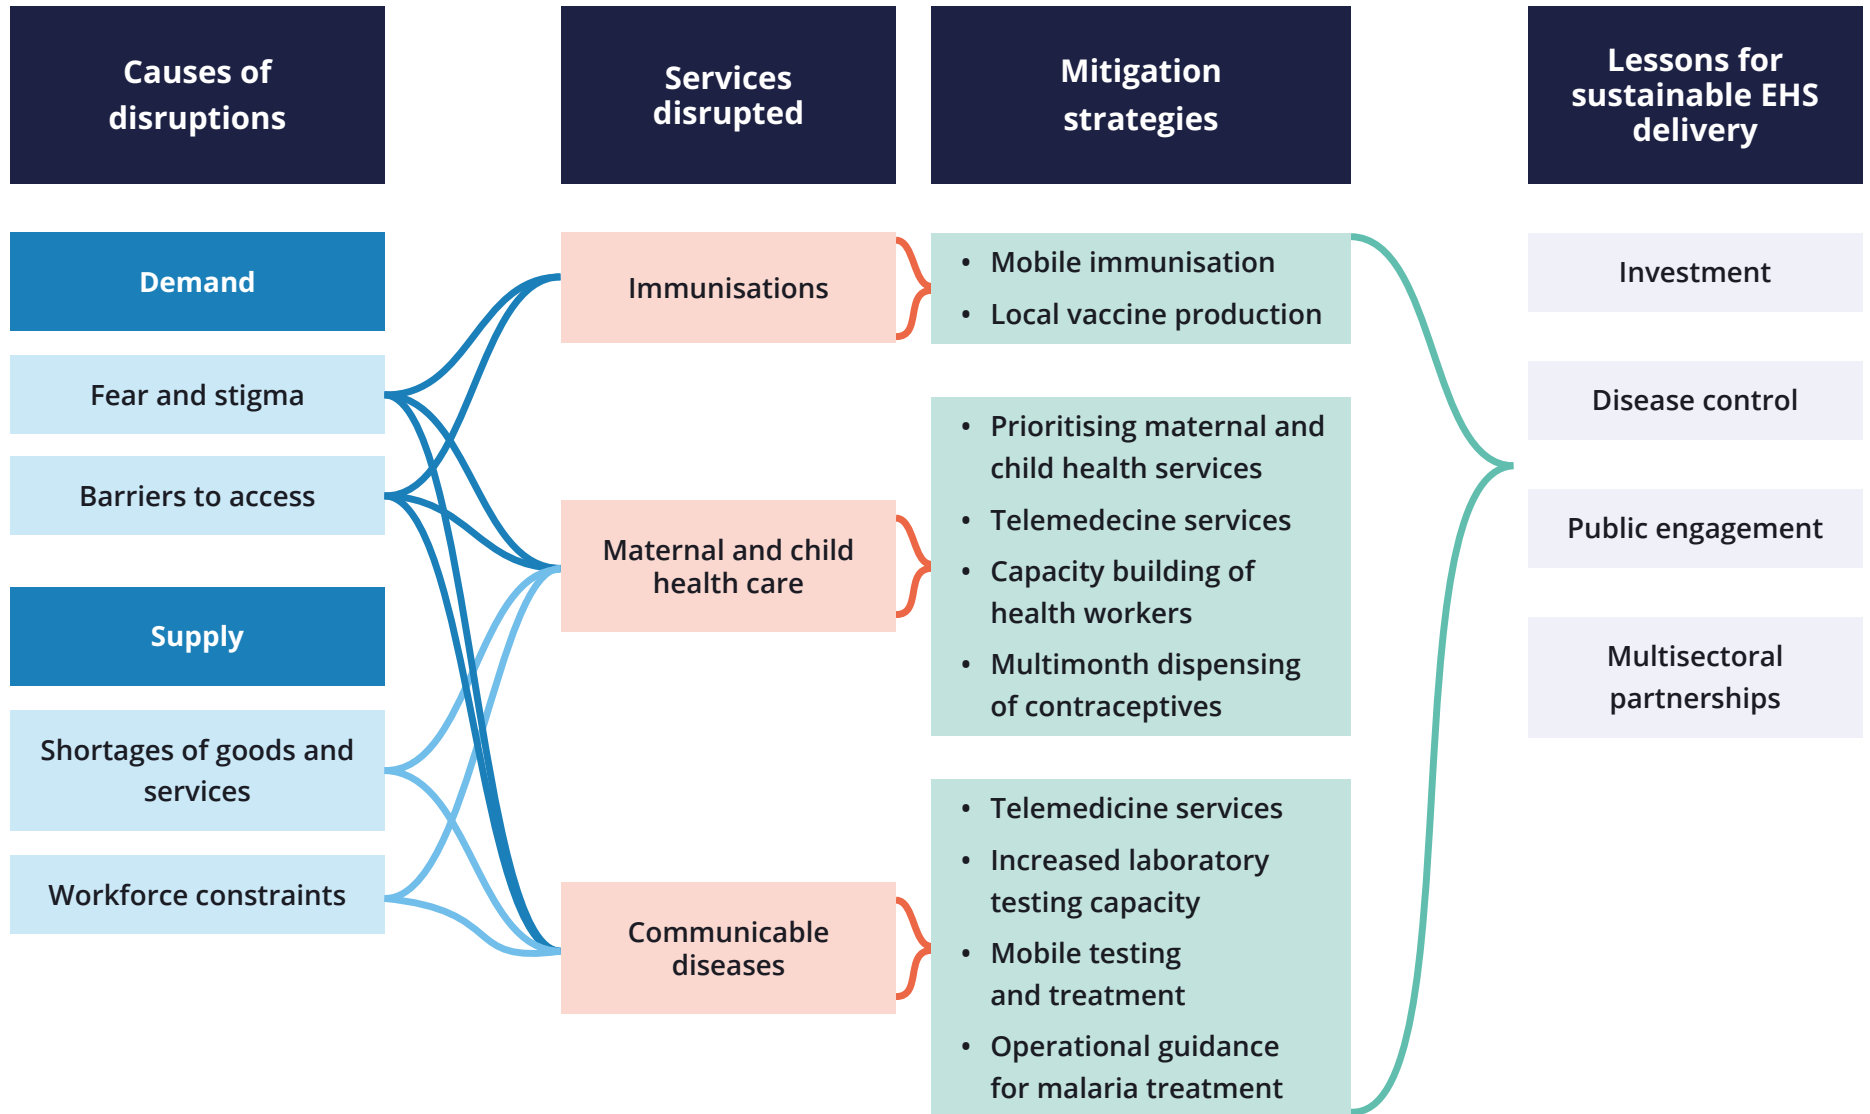 Causes of
disruptions
Services
disrupted
Mitigation
strategies
Lessons for
sustainable EHS
delivery
Demand
Fear and stigma
Barriers to access
Supply
Shortages of goods and
services
Workforce constraints
Immunisations
Maternal and child
health care
Communicable
diseases
• Mobile immunisation
• Local vaccine production
• Prioritising maternal and
child health services
• Telemedecine services
• Capacity building of
health workers
• Multimonth dispensing
of contraceptives
• Telemedicine services
• Increased laboratory
testing capacity
• Mobile testing
and treatment
• Operational guidance
for malaria treatment
Investment
Disease control
Public engagement
Multisectoral
partnerships